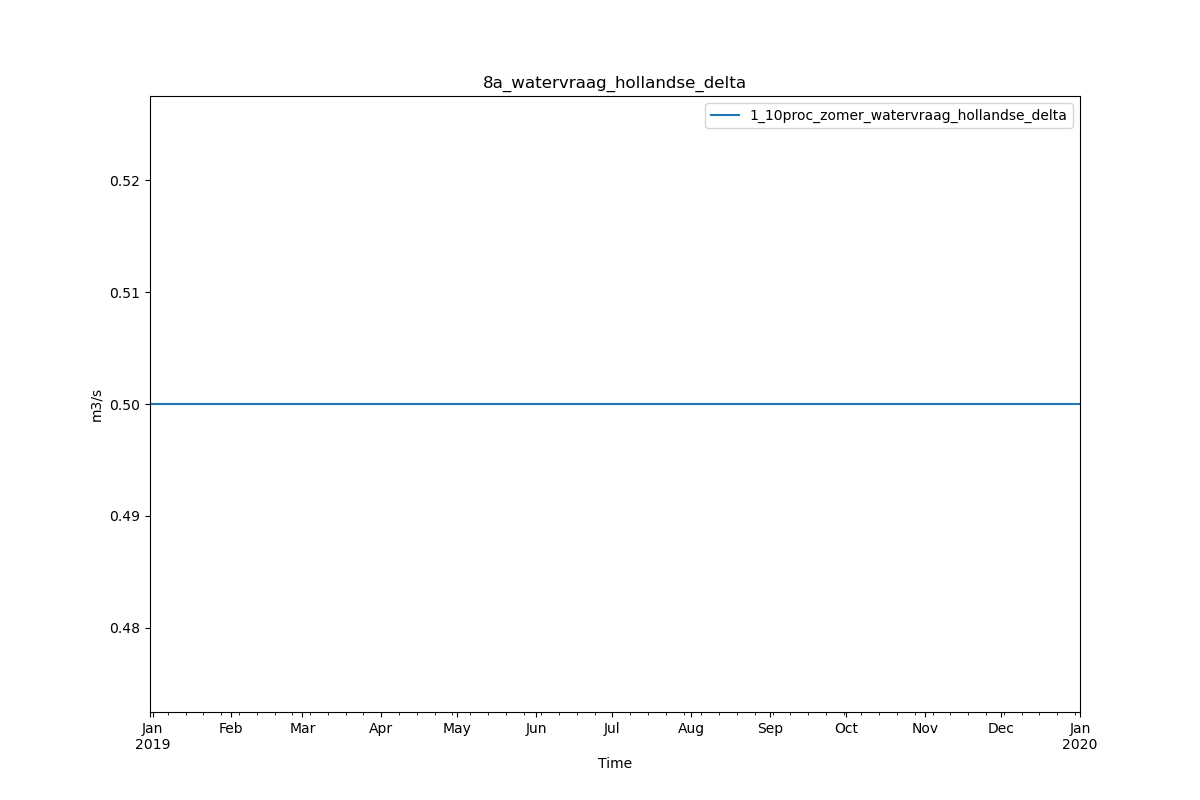 8a_watervraag_hollandse_delta
1_10proc_zomer_watervraag_hollandse_delta
0.52
0.51
0.50
0.49
0.48
m3/s
Jan Feb Mar Apr May Jun Jul Aug Sep Oct Nov Dec Jan
2019 2020
Time